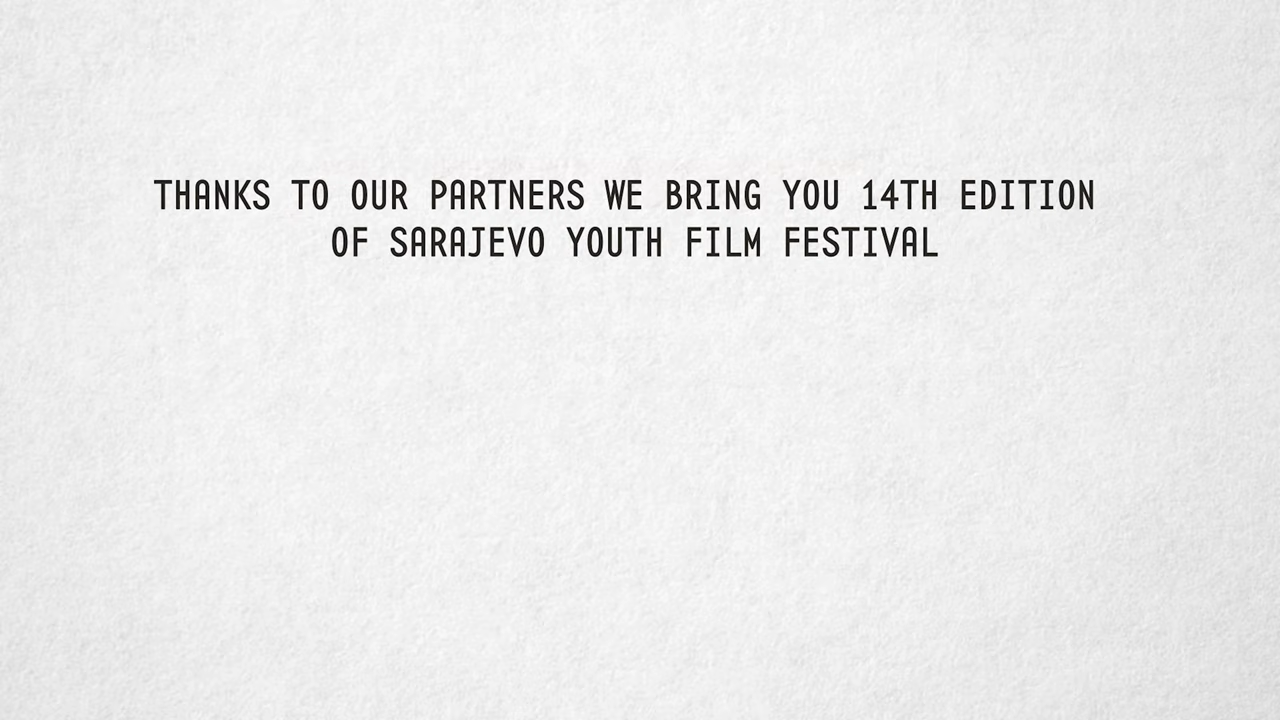 THANKS TO OUR PARTNERS WE BRING YOU 14TH EDITION
OF SARAJEVO YOUTH FILM FESTIVAL